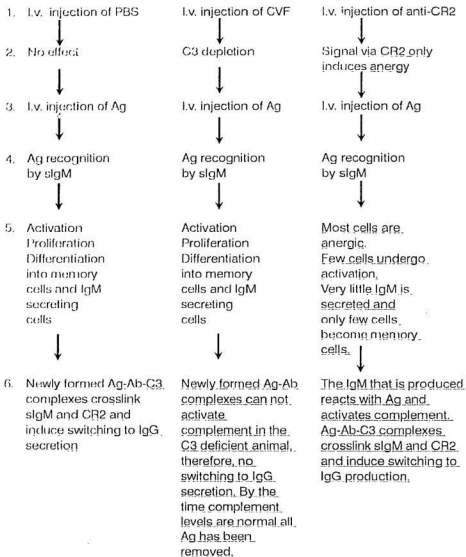 1. I.v. injection of PBS
I.v. injection of CVF
I.v. injection of anti-CR2
2. No effect
C3 depletion
Signal via CR2 only
induces anergy
3. I.v. injection of Ag
I.v. injection of Ag
I.v. injection of Ag
4. Ag recognition
by sIgM
Ag recognition
by sIgM
Ag recognition
by sIgM
5. Activation
Proliferation
Differentiation
into memory
cells and IgM
secreting
cells
Activation
Proliferation
Differentiation
into memory
cells and IgM
secreting
cells
Most cells are
anergic.
Few cells undergo
activation.
Very little IgM is
secreted and
only few cells
become memory
cells.
6. Newly formed Ag-Ab-C3
complexes crosslink
sIgM and CR2 and
induce switching to IgG
secretion
Newly formed Ag-Ab
complexes can not
activate
complement in the
C3 deficient animal,
therefore, no
switching to IgG
secretion. By the
time complement
levels are normal all
Ag has been
removed.
The IgM that is produced
reacts with Ag and
activates complement.
Ag-Ab-C3 complexes
crosslink sIgM and CR2
and induce switching to
IgG production.